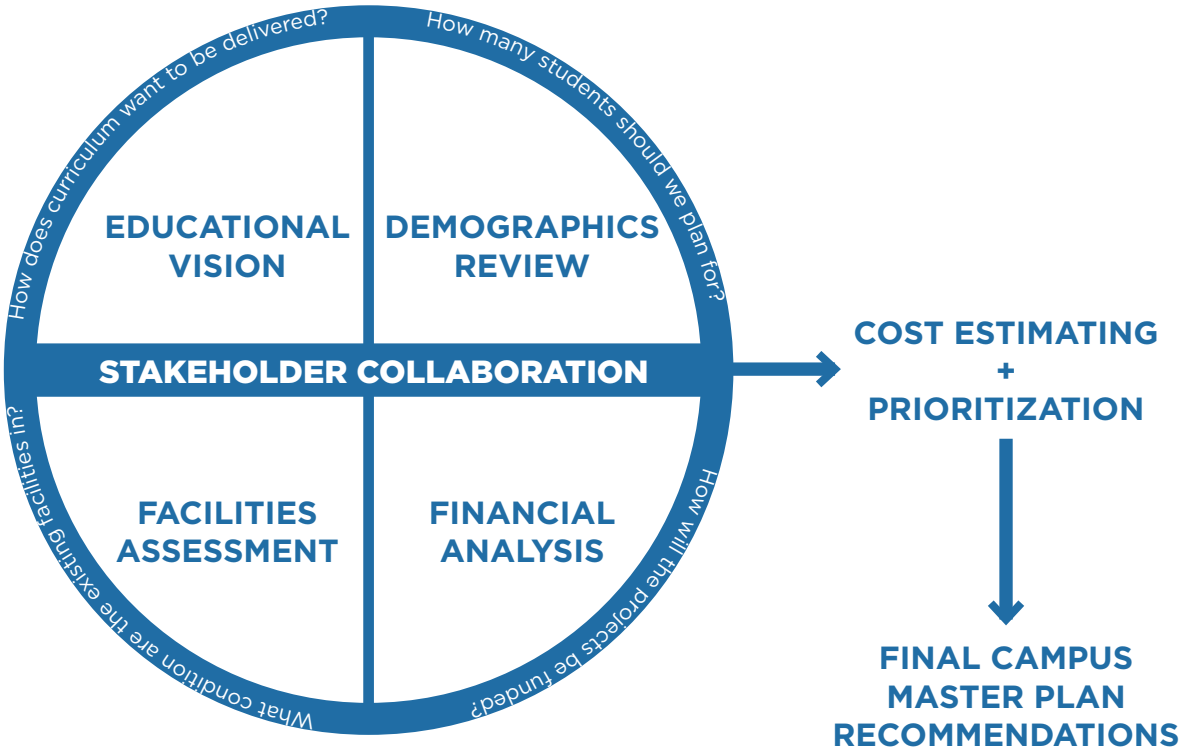 How does curriculum want to be delivered?
How many students should we plan for?
EDUCATIONAL
VISION
DEMOGRAPHICS
REVIEW
STAKEHOLDER COLLABORATION
FACILITIES
ASSESSMENT
FINANCIAL
ANALYSIS
What condition are the existing facilities in?
How will the projects be funded?
COST ESTIMATING
+
PRIORITIZATION
FINAL CAMPUS
MASTER PLAN
RECOMMENDATIONS